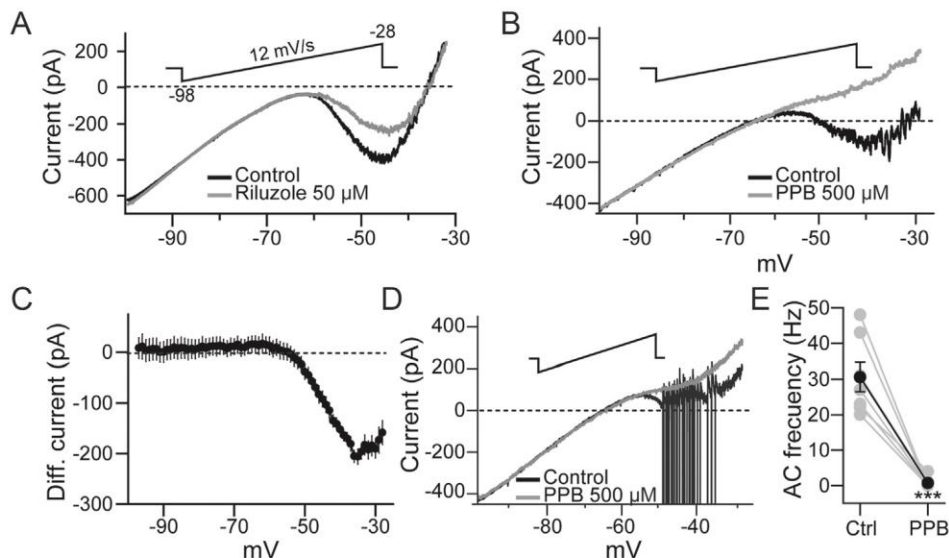 A
Current (pA)
200
0
-200
-400
-600
12 mV/s
-28
-98
Control
Riluzole 50 µM
-90
-70
-50
-30
B
Current (pA)
400
200
0
-200
-400
Control
PPB 500 µM
-90
-70
-50
-30
mV
C
Diff. current (pA)
0
-100
-200
-300
-90
-70
-50
-30
mV
D
Current (pA)
400
200
0
-200
-400
Control
PPB 500 µM
-80
-60
-40
mV
E
AC frecuency (Hz)
50
40
30
20
10
0
***
Ctrl
PPB